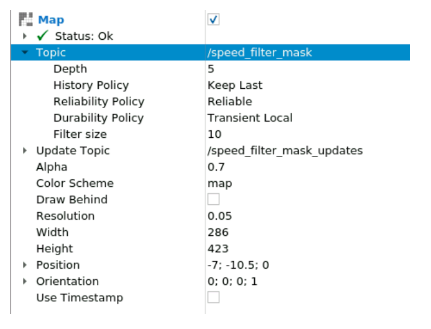 Map
Status: Ok
Topic /speed_filter_mask
Depth 5
History Policy Keep Last
Reliability Policy Reliable
Durability Policy Transient Local
Filter size 10
Update Topic /speed_filter_mask_updates
Alpha 0.7
Color Scheme map
Draw Behind
Resolution 0.05
Width 286
Height 423
Position -7; -10.5; 0
Orientation 0; 0; 0; 1
Use Timestamp